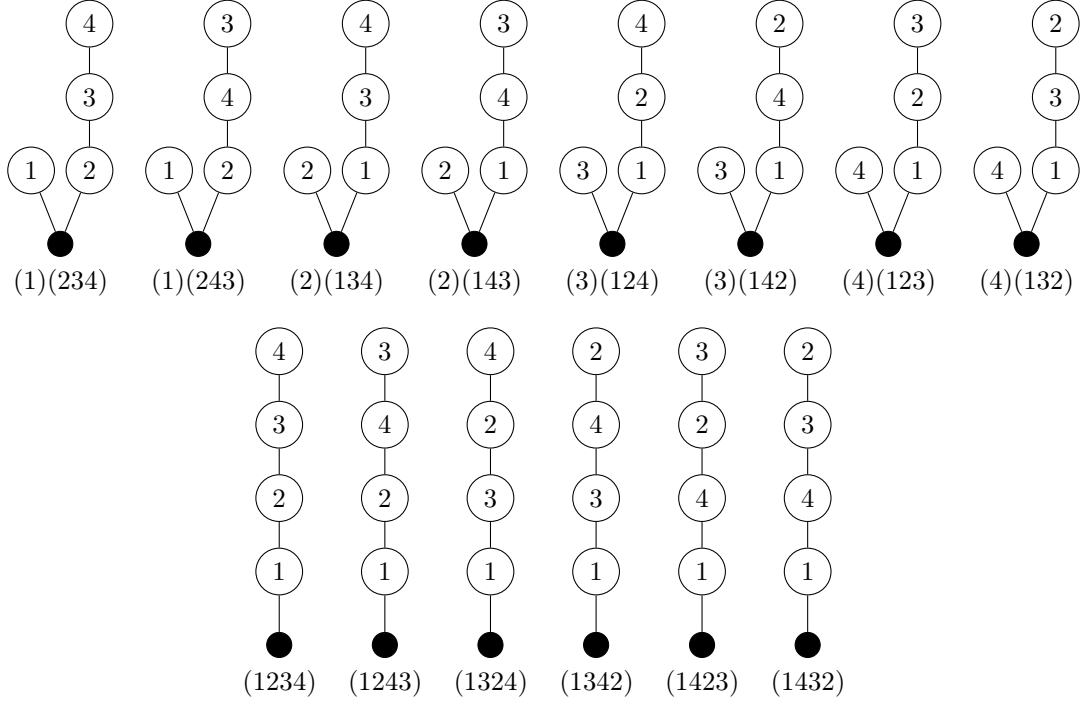 4 3 4 3 4 2 3 2
3 4 3 4 2 4 2 3
1 2 1 2 2 1 2 1 3 1 3 1 4 1 4 1
(1)(234) (1)(243) (2)(134) (2)(143) (3)(124) (3)(142) (4)(123) (4)(132)
4 3 4 2 3 2
3 4 2 4 2 3
2 2 3 3 4 4
1 1 1 1 1 1
(1234) (1243) (1324) (1342) (1423) (1432)